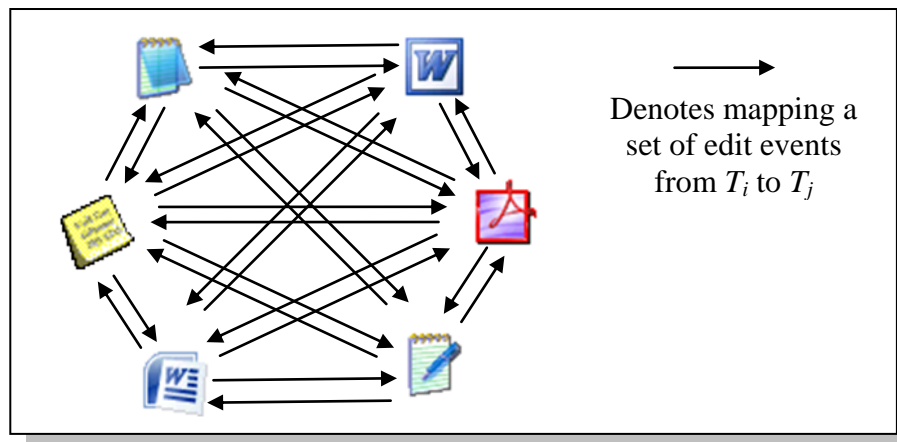 W
Denotes mapping a
set of edit events
from Ti to Tj
W